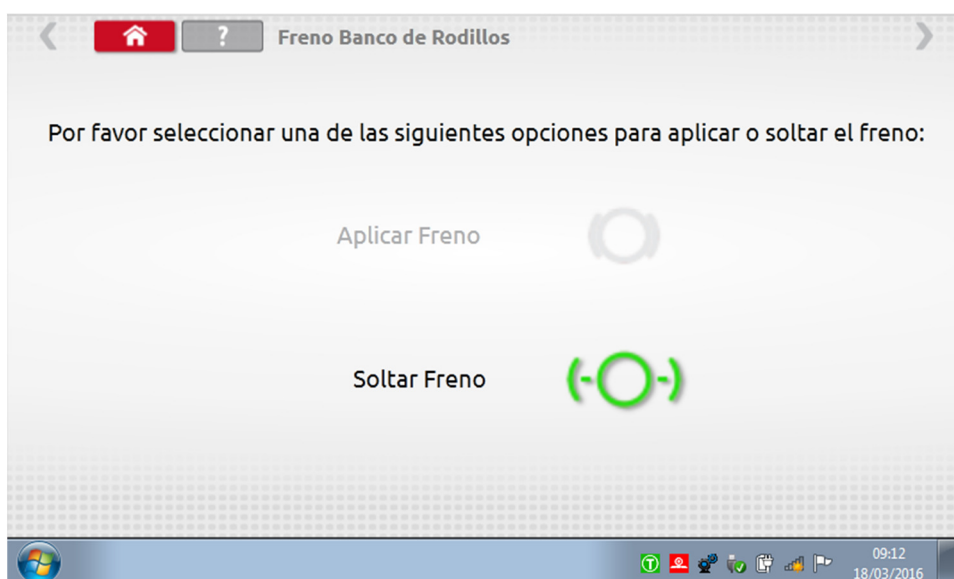 ? Freno Banco de Rodillos
Por favor seleccionar una de las siguientes opciones para aplicar o soltar el freno:
Aplicar Freno
Soltar Freno
09:12
18/03/2016